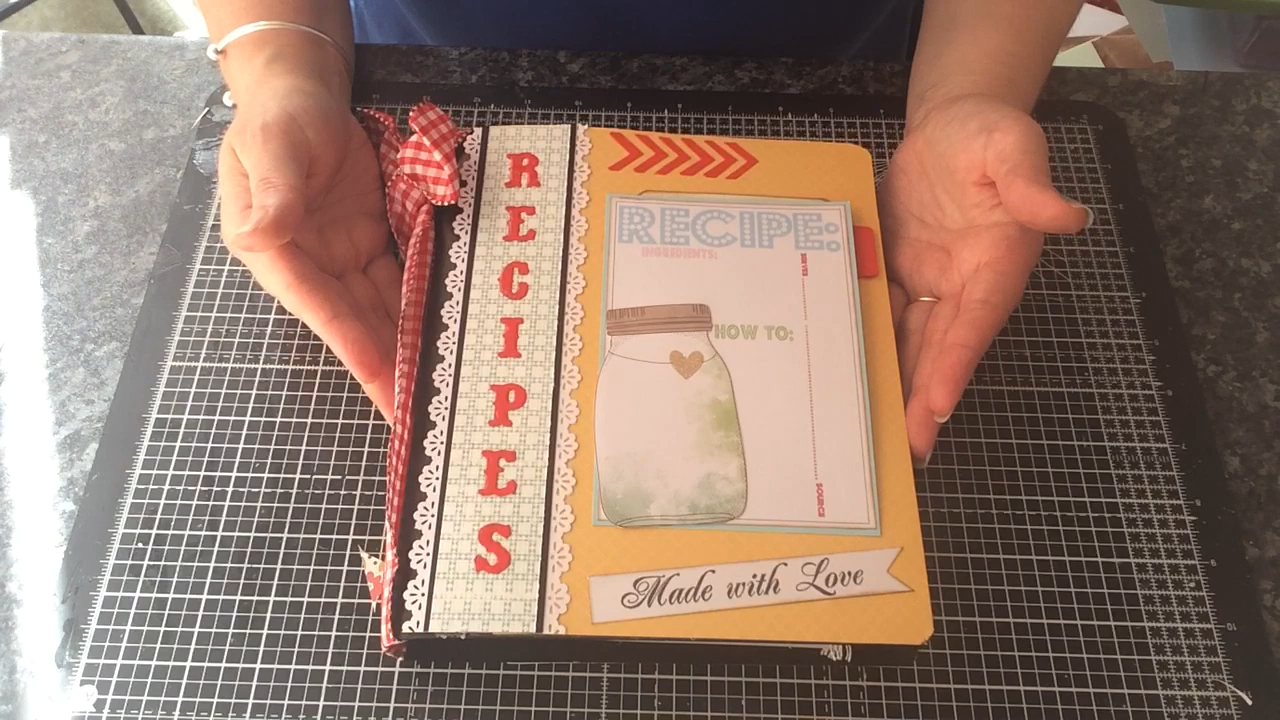 RECIPES
RECIPE:
INGREDIENTS:
SERVES
HOW TO:
SOURCE
Made with Love